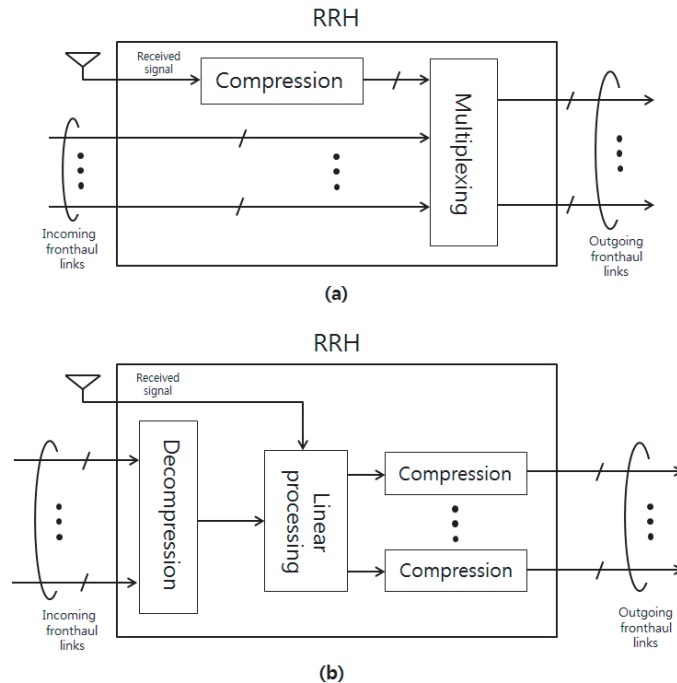 RRH
Received
signal
Compression
Multiplexing
Incoming
fronthaul
links
Outgoing
fronthaul
links
(a)
RRH
Received
signal
Decompression
Linear
processing
Compression
Compression
Incoming
fronthaul
links
Outgoing
fronthaul
links
(b)